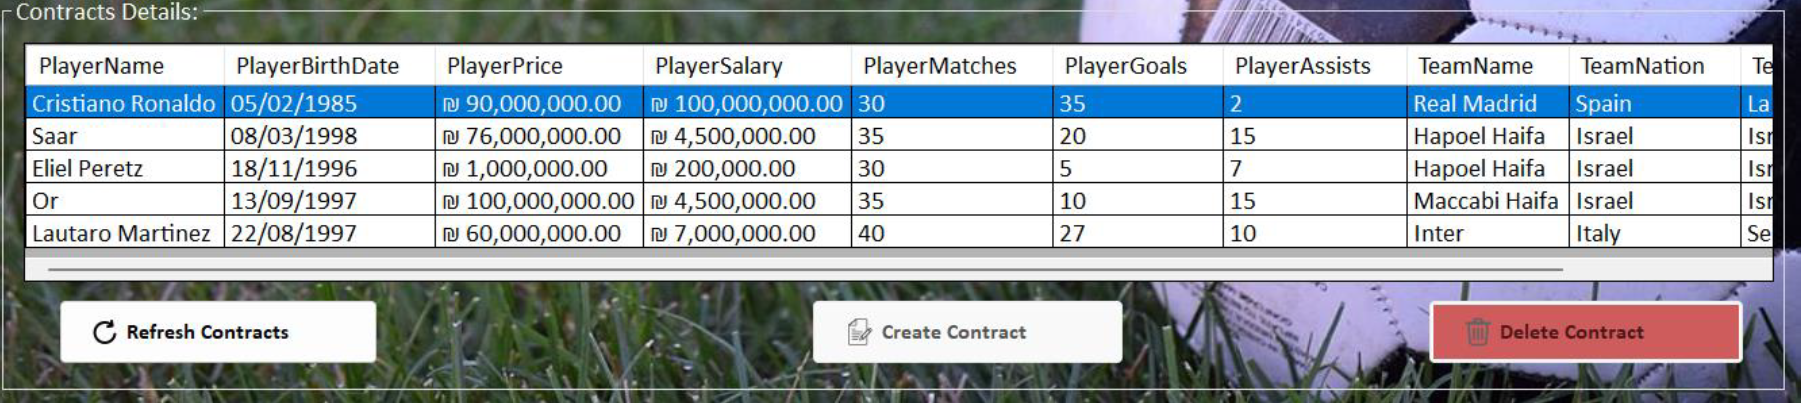 Contracts Details:
PlayerName PlayerBirthDate PlayerPrice PlayerSalary PlayerMatches PlayerGoals PlayerAssists TeamName TeamNation Te
Cristiano Ronaldo 05/02/1985 ₪ 90,000,000.00 ₪ 100,000,000.00 30 35 2 Real Madrid Spain La
Saar 08/03/1998 ₪ 76,000,000.00 ₪ 4,500,000.00 35 20 15 Hapoel Haifa Israel Isr
Eliel Peretz 18/11/1996 ₪ 1,000,000.00 ₪ 200,000.00 30 5 7 Hapoel Haifa Israel Isr
Or 13/09/1997 ₪ 100,000,000.00 ₪ 4,500,000.00 35 10 15 Maccabi Haifa Israel Isr
Lautaro Martinez 22/08/1997 ₪ 60,000,000.00 ₪ 7,000,000.00 40 27 10 Inter Italy Se
Refresh Contracts Create Contract Delete Contract